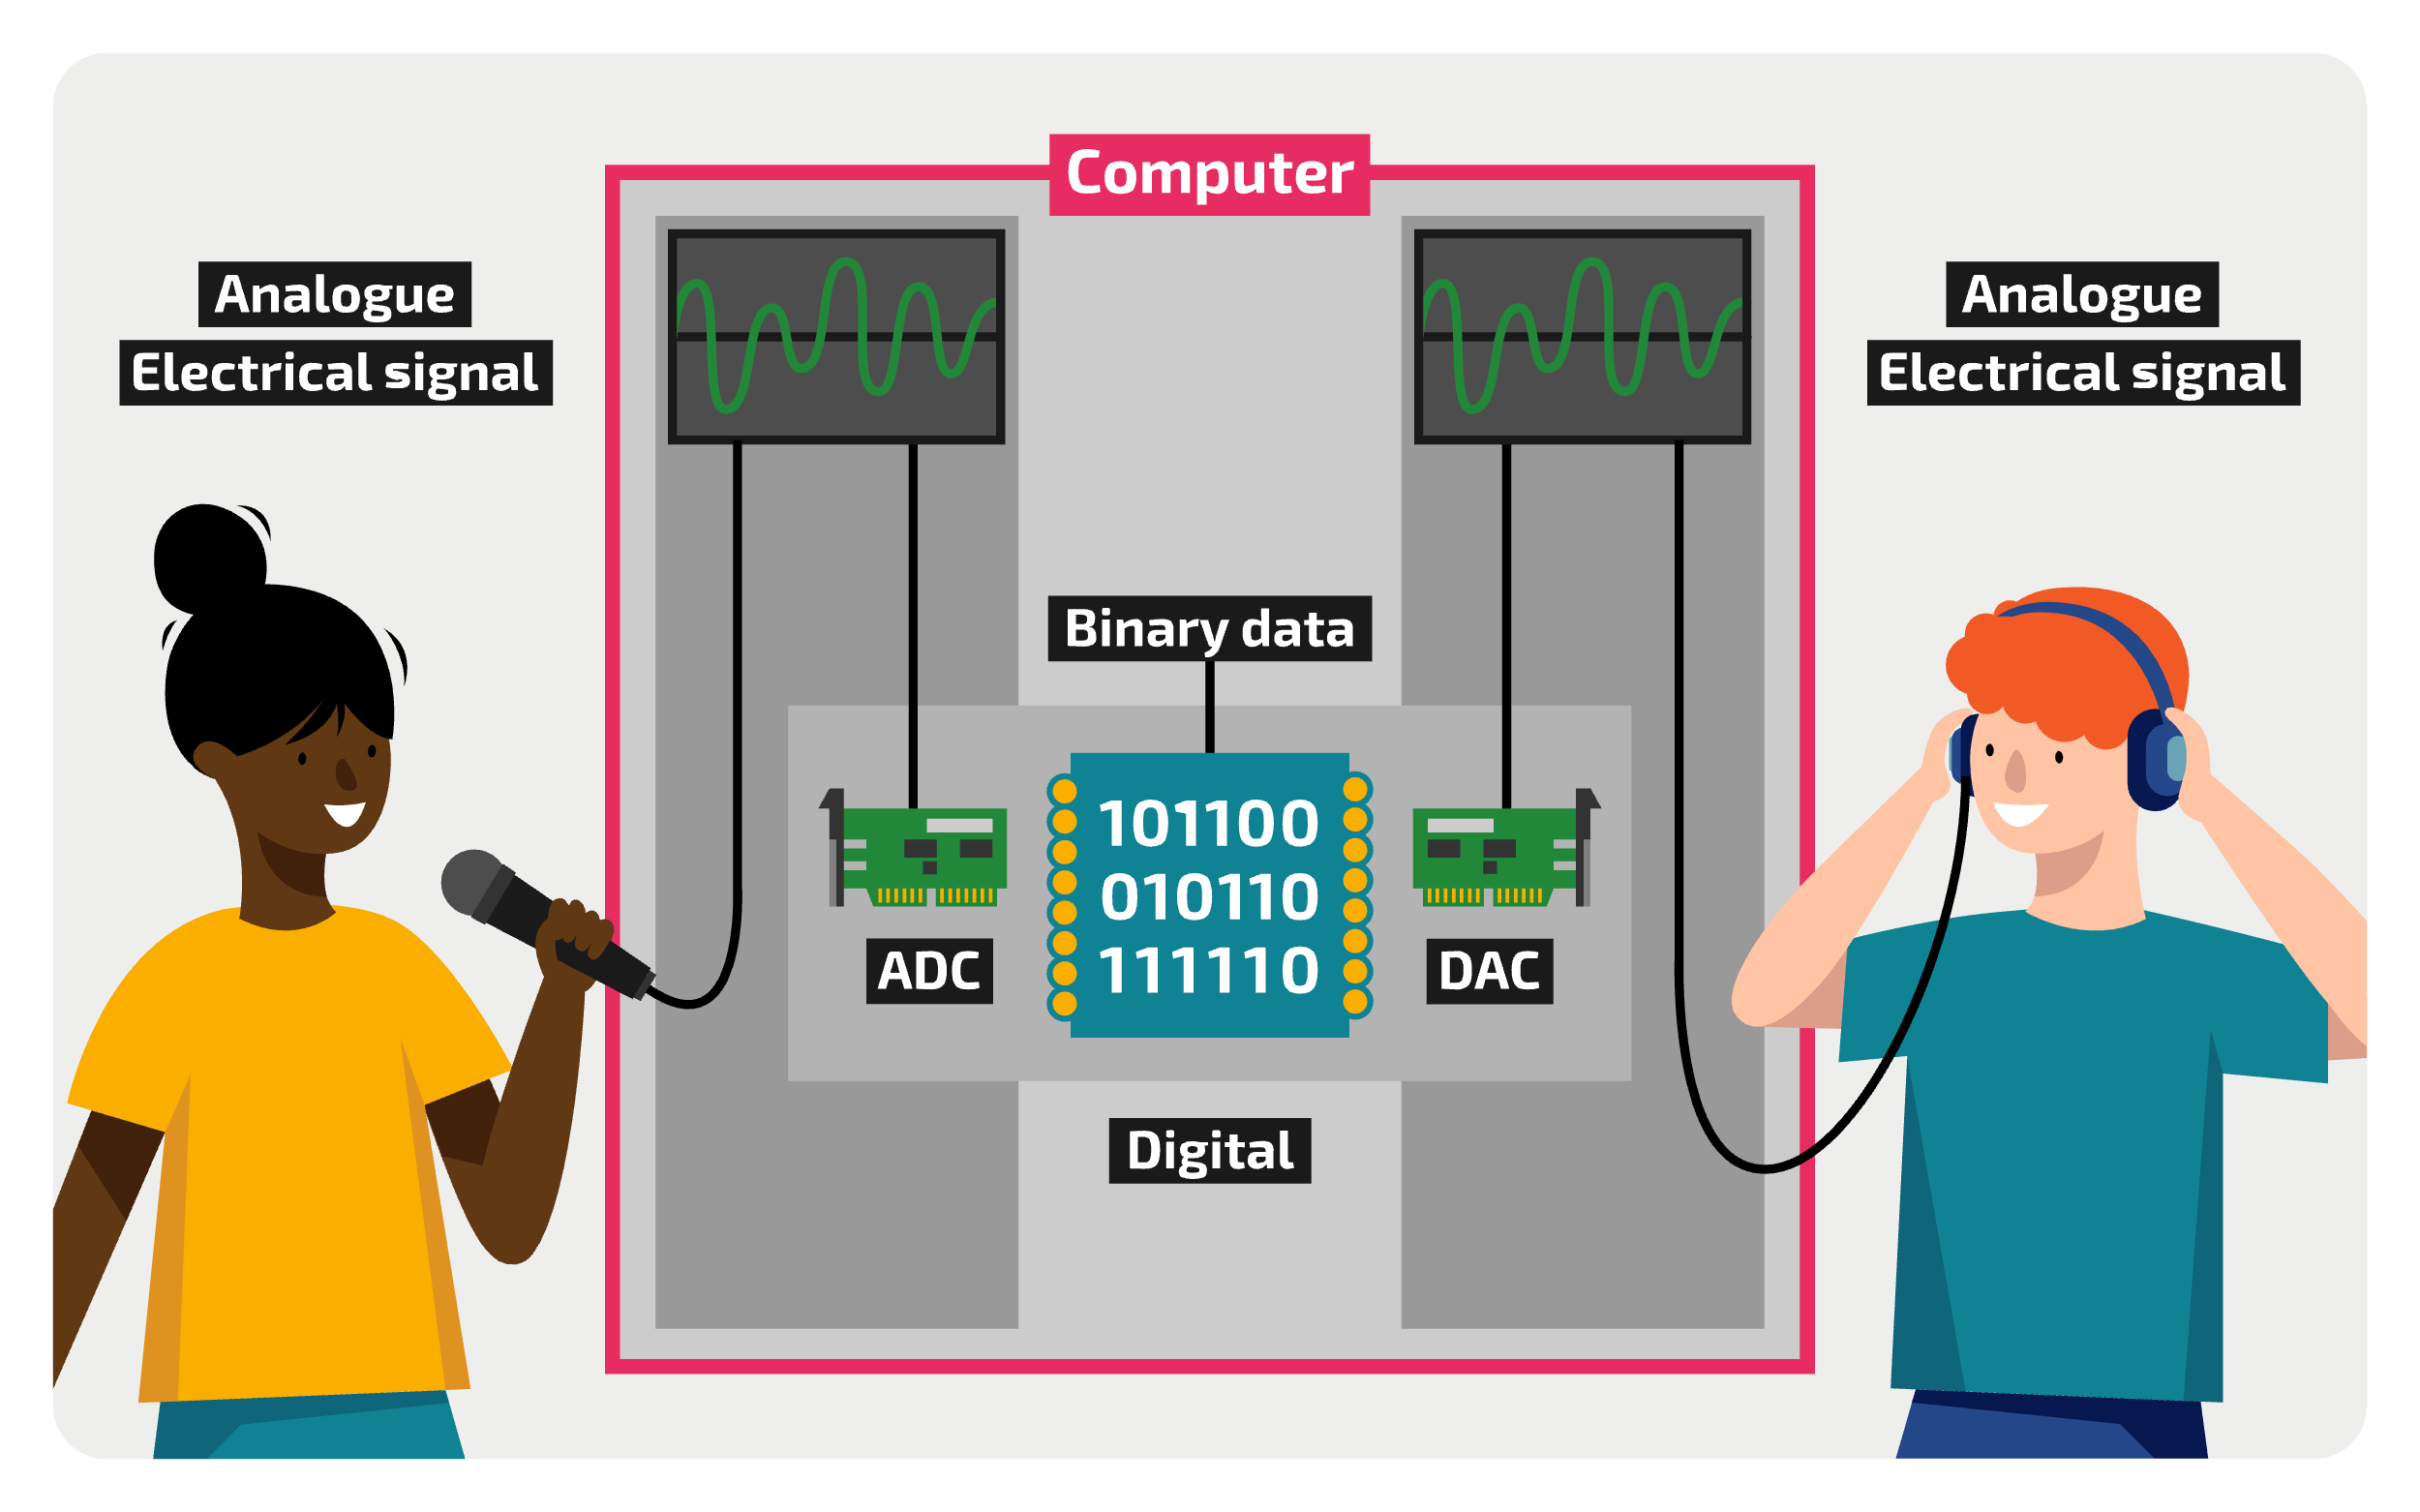 Computer
Analogue
Electrical signal
Analogue
Electrical signal
Binary data
101100
010110
111110
ADC
DAC
Digital